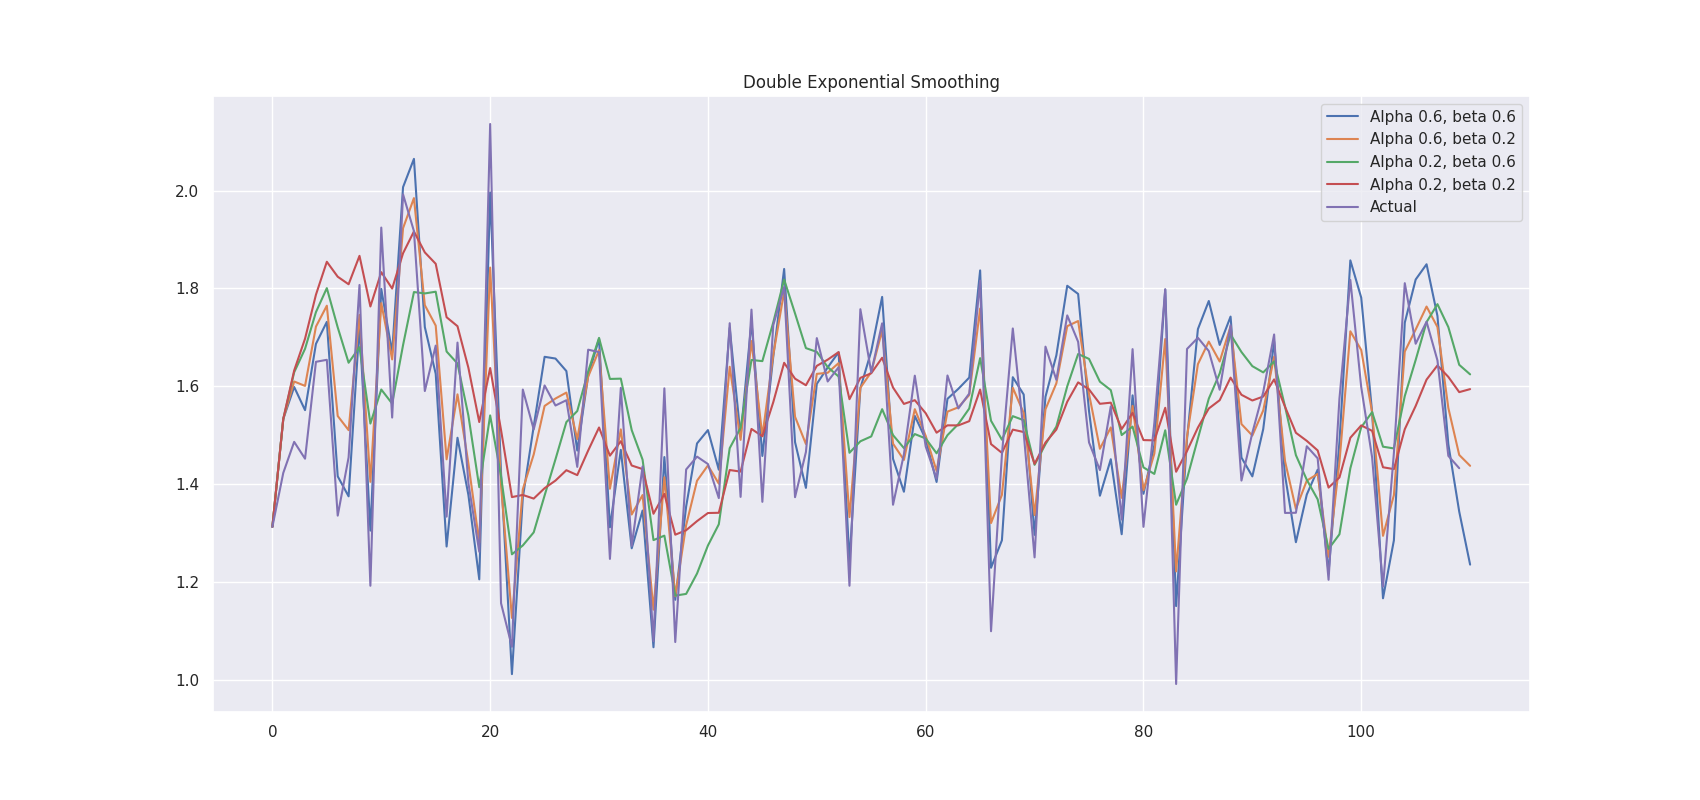 Double Exponential Smoothing
Alpha 0.6, beta 0.6
Alpha 0.6, beta 0.2
Alpha 0.2, beta 0.6
Alpha 0.2, beta 0.2
Actual
2.0
1.8
1.6
1.4
1.2
1.0
0 20 40 60 80 100